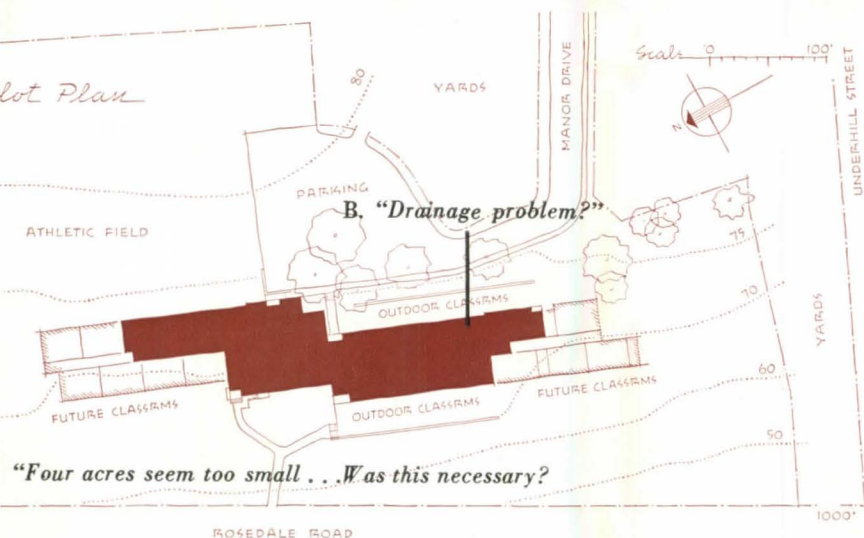 Plot Plan
Scale 0 100'
80
YARDS
MANOR DRIVE
UNDERHILL STREET
N
PARKING
B. “Drainage problem?”
ATHLETIC FIELD
75
OUTDOOR CLASSRMS
70
YARDS
60
FUTURE CLASSRMS
OUTDOOR CLASSRMS
FUTURE CLASSRMS
50
“Four acres seem too small . . .Was this necessary?
1000'
ROSEDALE ROAD